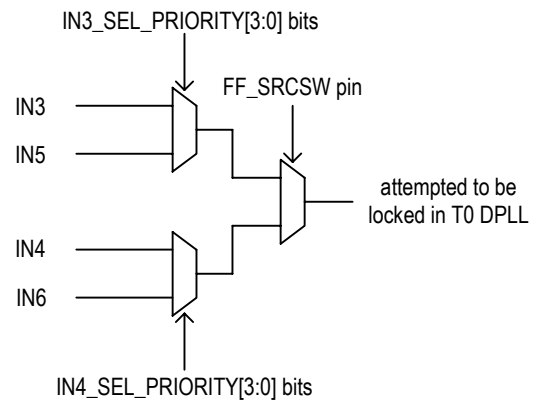 IN3_SEL_PRIORITY[3:0] bits
FF_SRCSW pin
IN3
IN5
attempted to be
locked in T0 DPLL
IN4
IN6
IN4_SEL_PRIORITY[3:0] bits